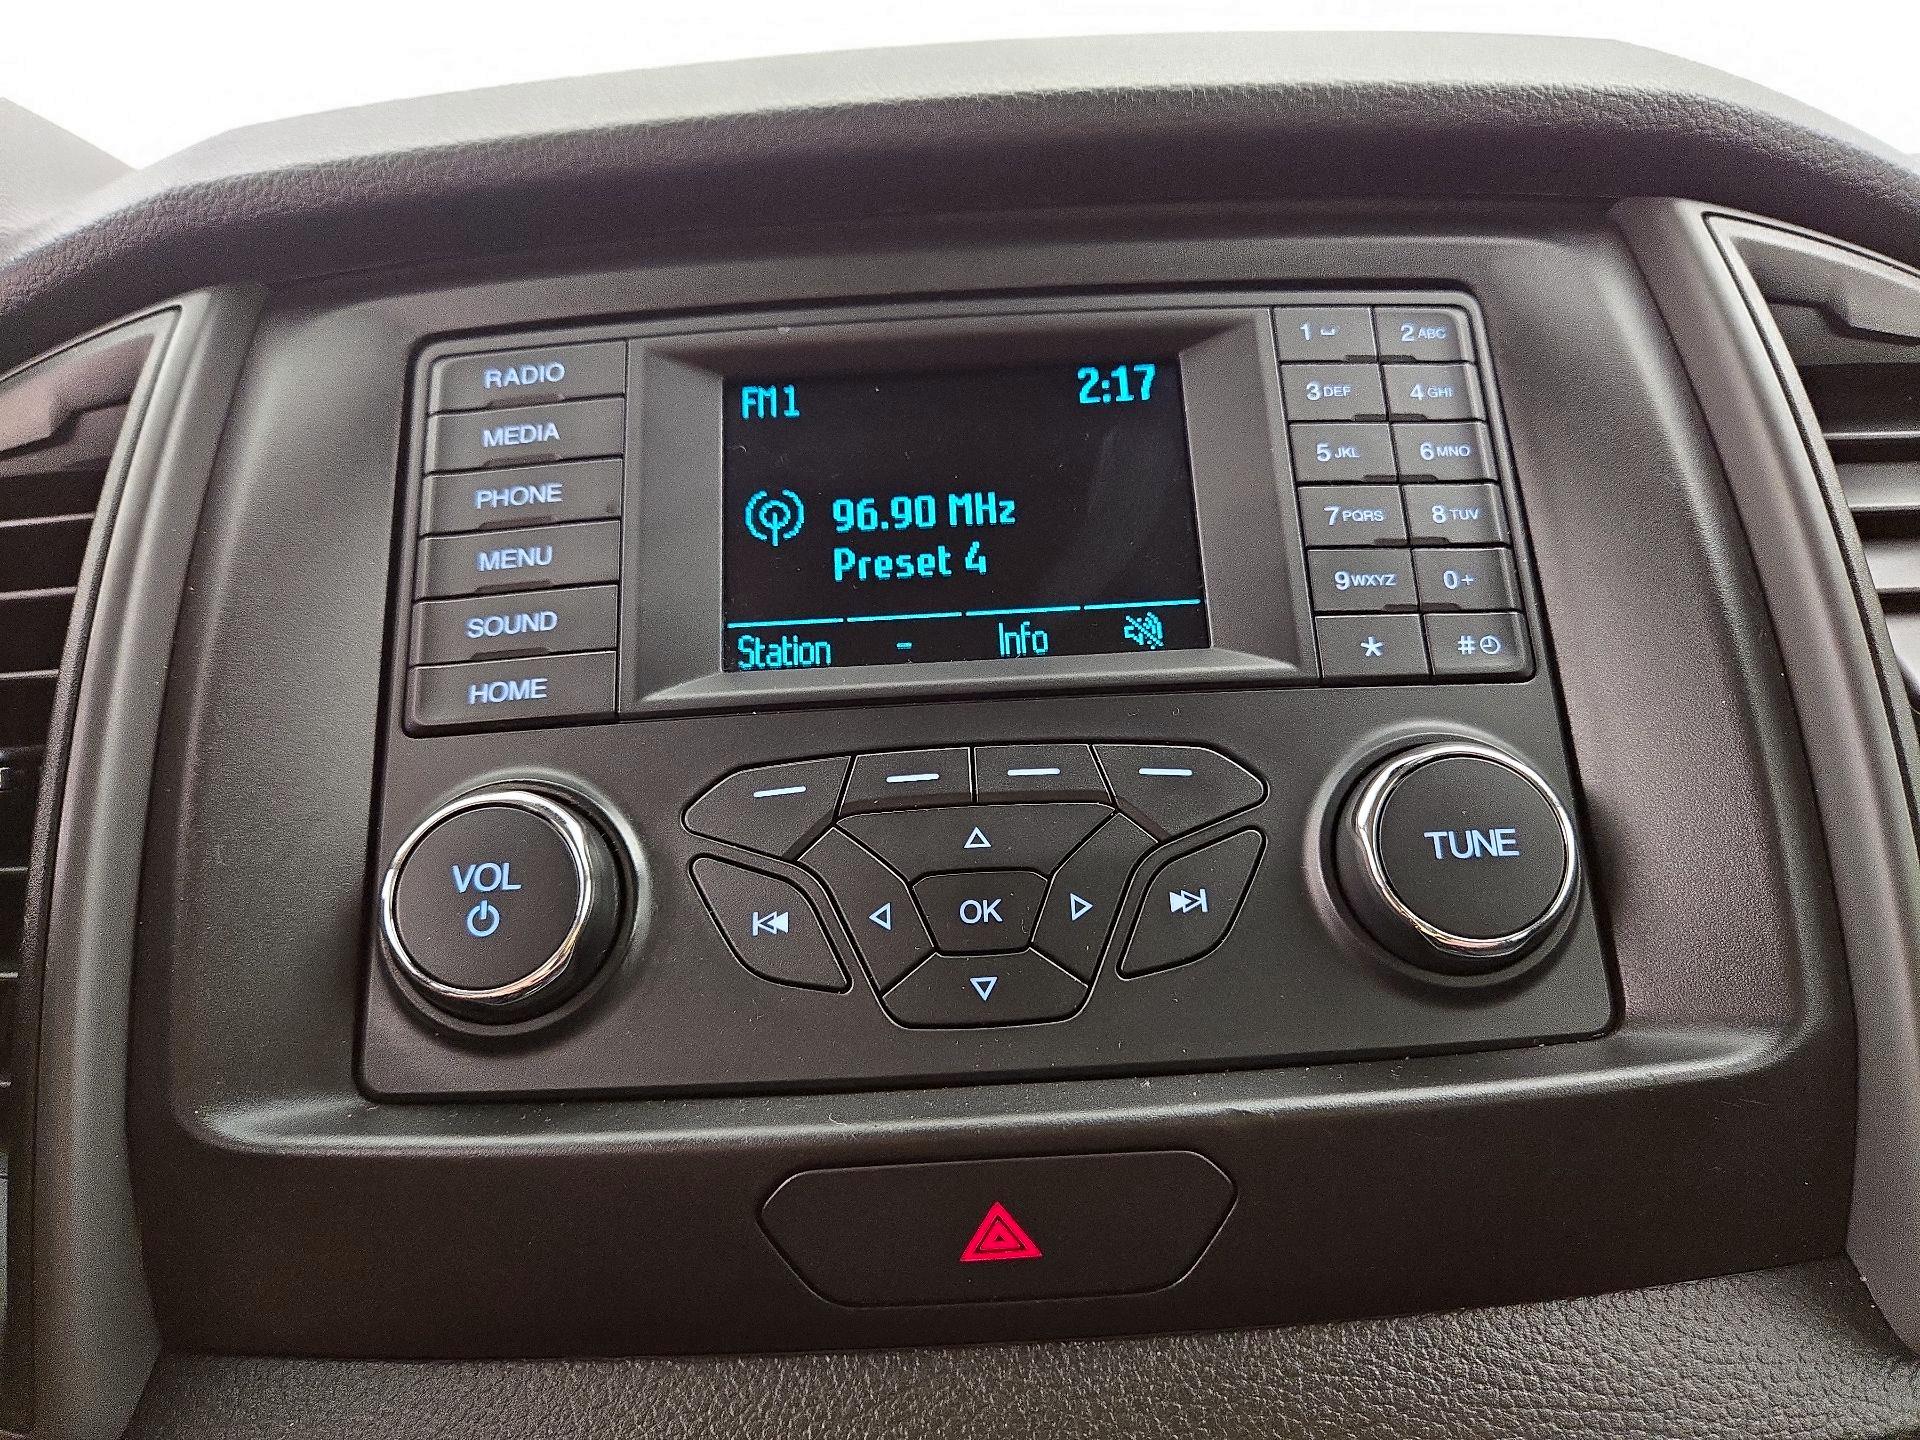 RADIO
MEDIA
PHONE
MENU
SOUND
HOME
FM1 2:17
96.90 MHz
Preset 4
Station - Info
1 2 ABC
3 DEF 4 GHI
5 JKL 6 MNO
7 PQRS 8 TUV
9 WXYZ 0 +
* #
VOL
OK
TUNE